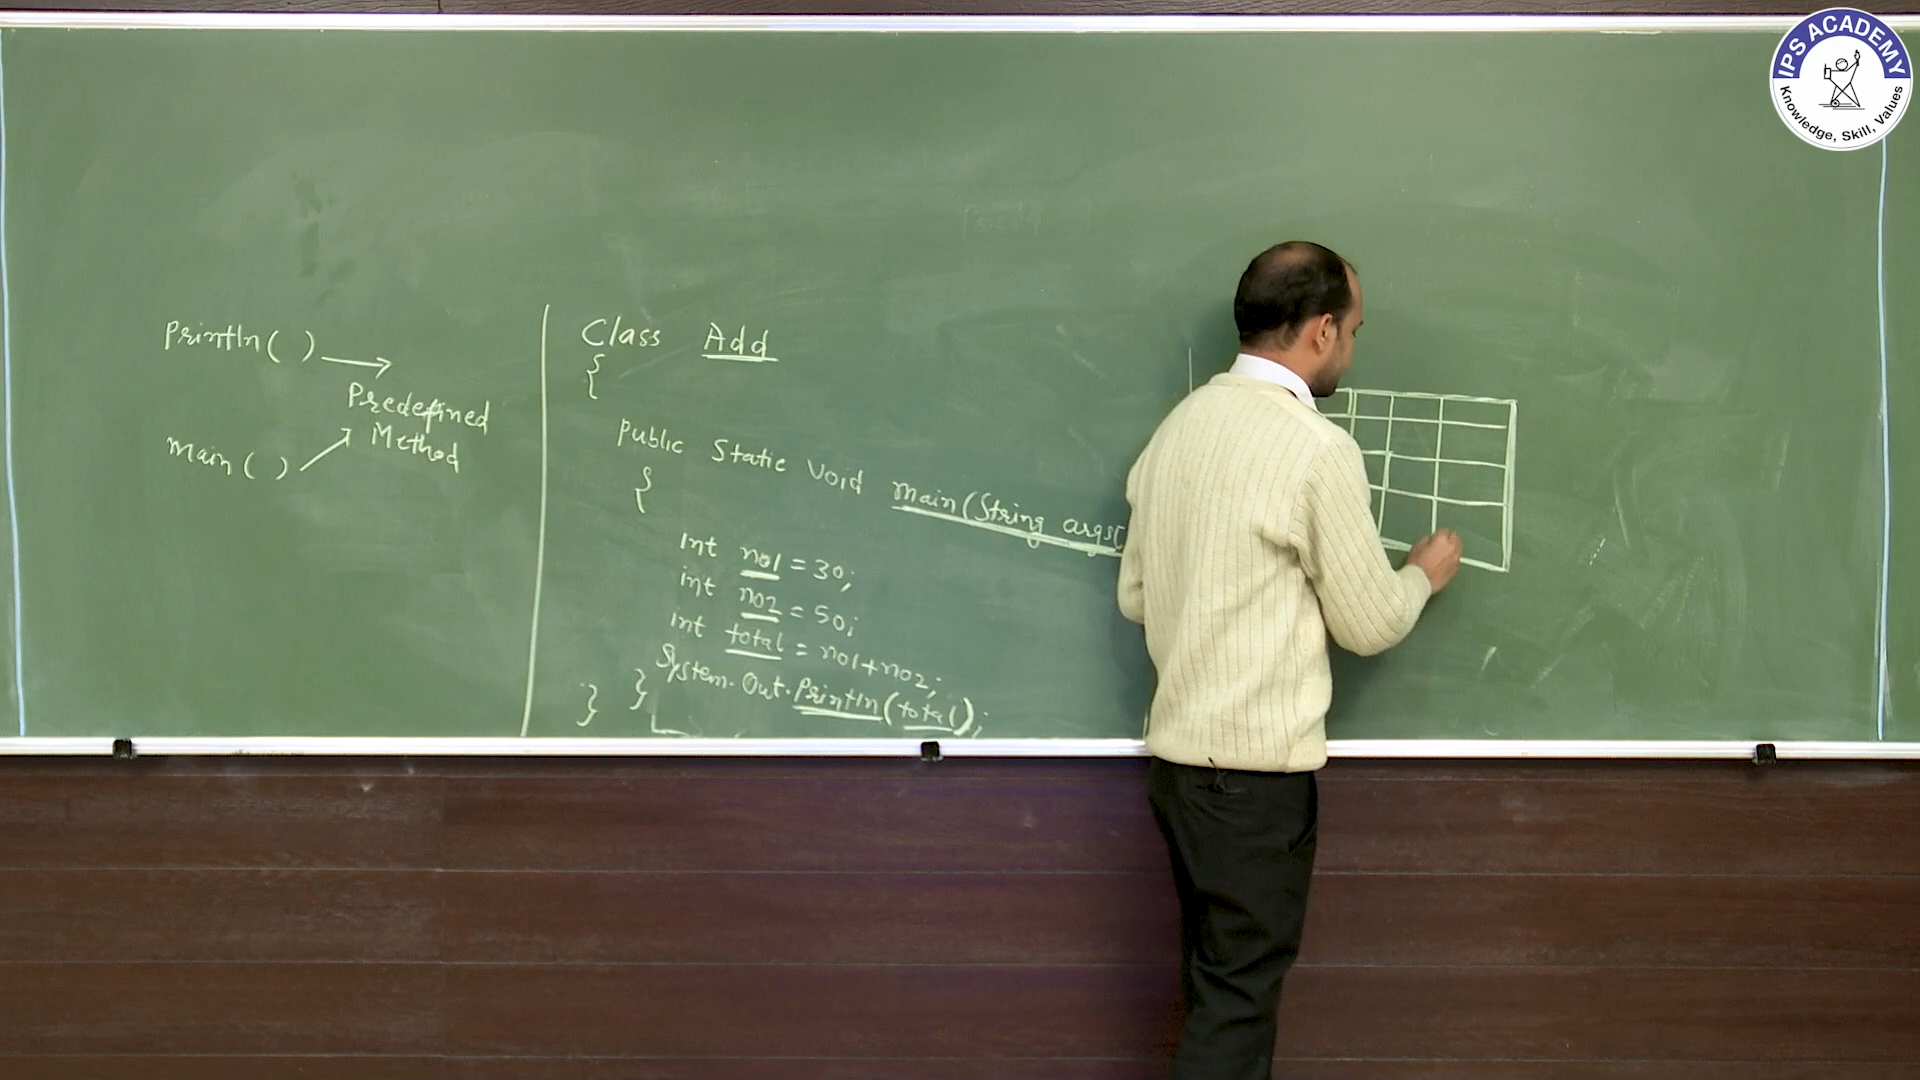 Println( )
Predefined
Method
main( )
Class Add
{
Public Static Void main(String args[
{
int no1 = 30;
int no2 = 50;
int total = no1+no2;
System.Out.Println(total);
}
}
IPS ACADEMY
Knowledge, Skill, Values